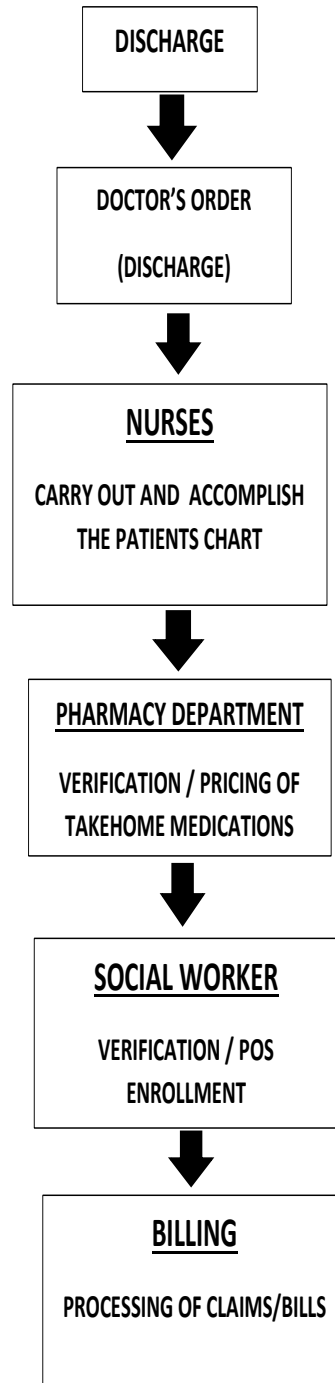 DISCHARGE
DOCTOR’S ORDER
(DISCHARGE)
NURSES
CARRY OUT AND ACCOMPLISH
THE PATIENTS CHART
PHARMACY DEPARTMENT
VERIFICATION / PRICING OF
TAKEHOME MEDICATIONS
SOCIAL WORKER
VERIFICATION / POS
ENROLLMENT
BILLING
PROCESSING OF CLAIMS/BILLS